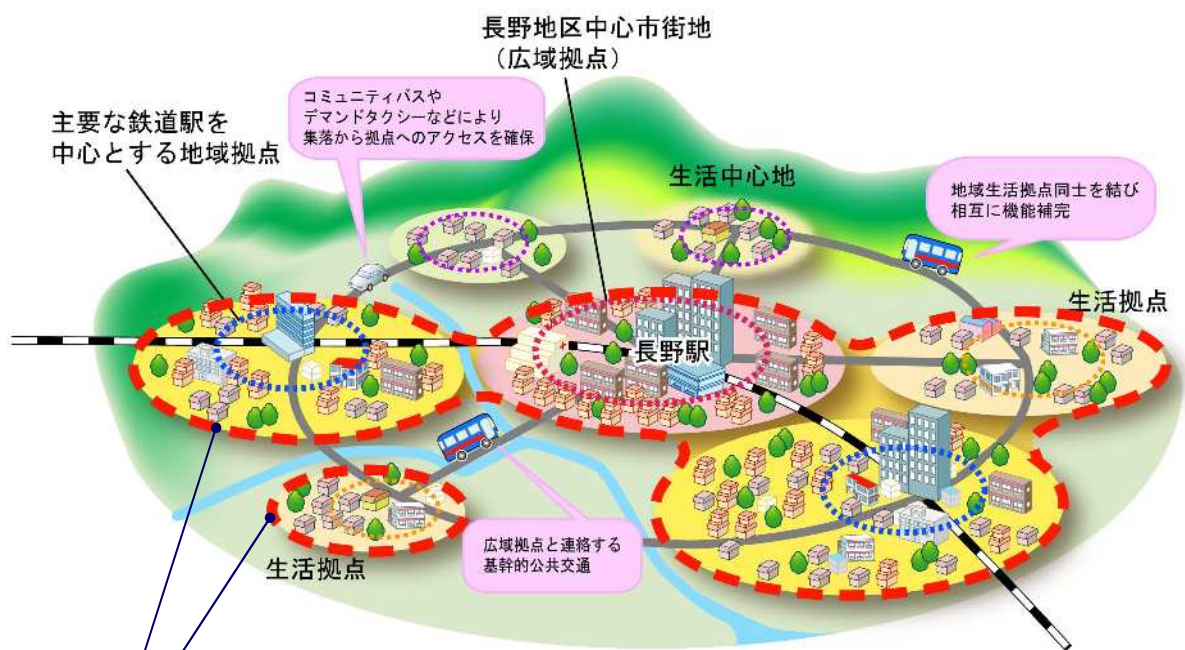 長野地区中心市街地
（広域拠点）
コミュニティバスや
デマンドタクシーなどにより
集落から拠点へのアクセスを確保
主要な鉄道駅を
中心とする地域拠点
生活中心地
地域生活拠点同士を結び
相互に機能補完
生活拠点
長野駅
広域拠点と連絡する
基幹的公共交通
生活拠点